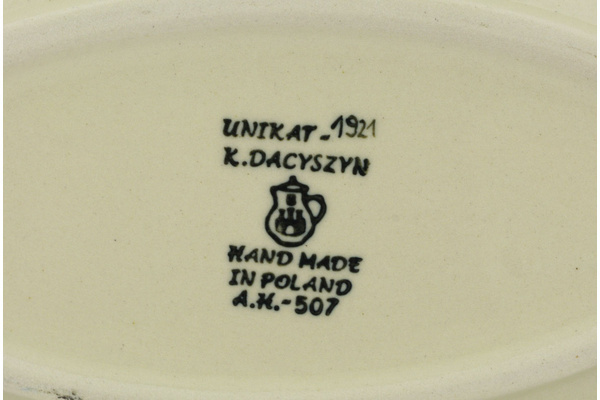 UNIKAT-1921
K.DACYSZYN
HAND MADE
IN POLAND
A.H.-507